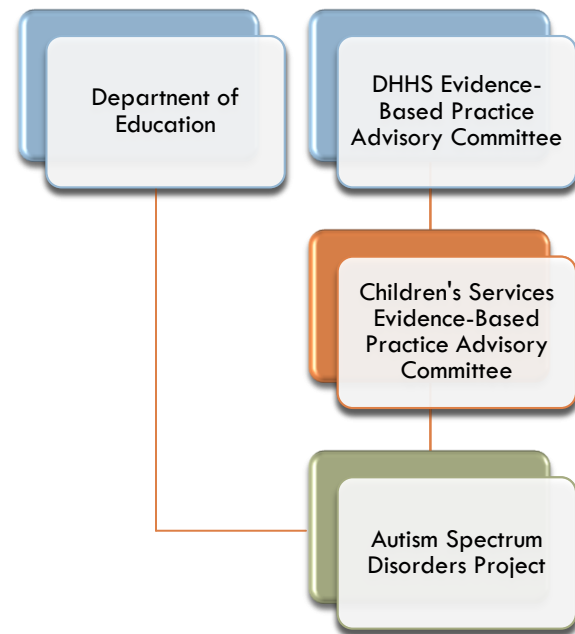 Department of
Education
DHHS Evidence-
Based Practice
Advisory Committee
Children's Services
Evidence-Based
Practice Advisory
Committee
Autism Spectrum
Disorders Project